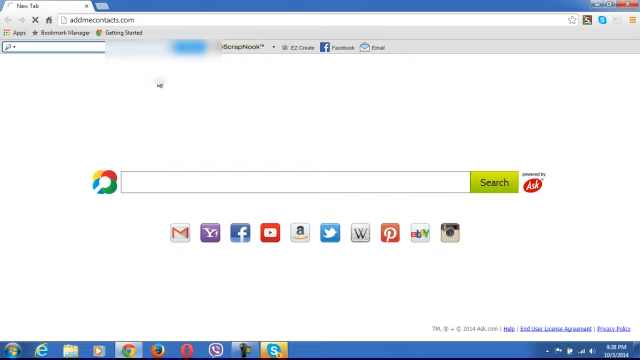 New Tab
addmecontacts.com
Apps Bookmark Manager Getting Started
ScrapNook™ EZ Create Facebook Email
Search
powered by
Ask
TM, ® + © 2014 Ask.com | Help | End User License Agreement | Privacy Policy
9:38 PM
10/3/2014